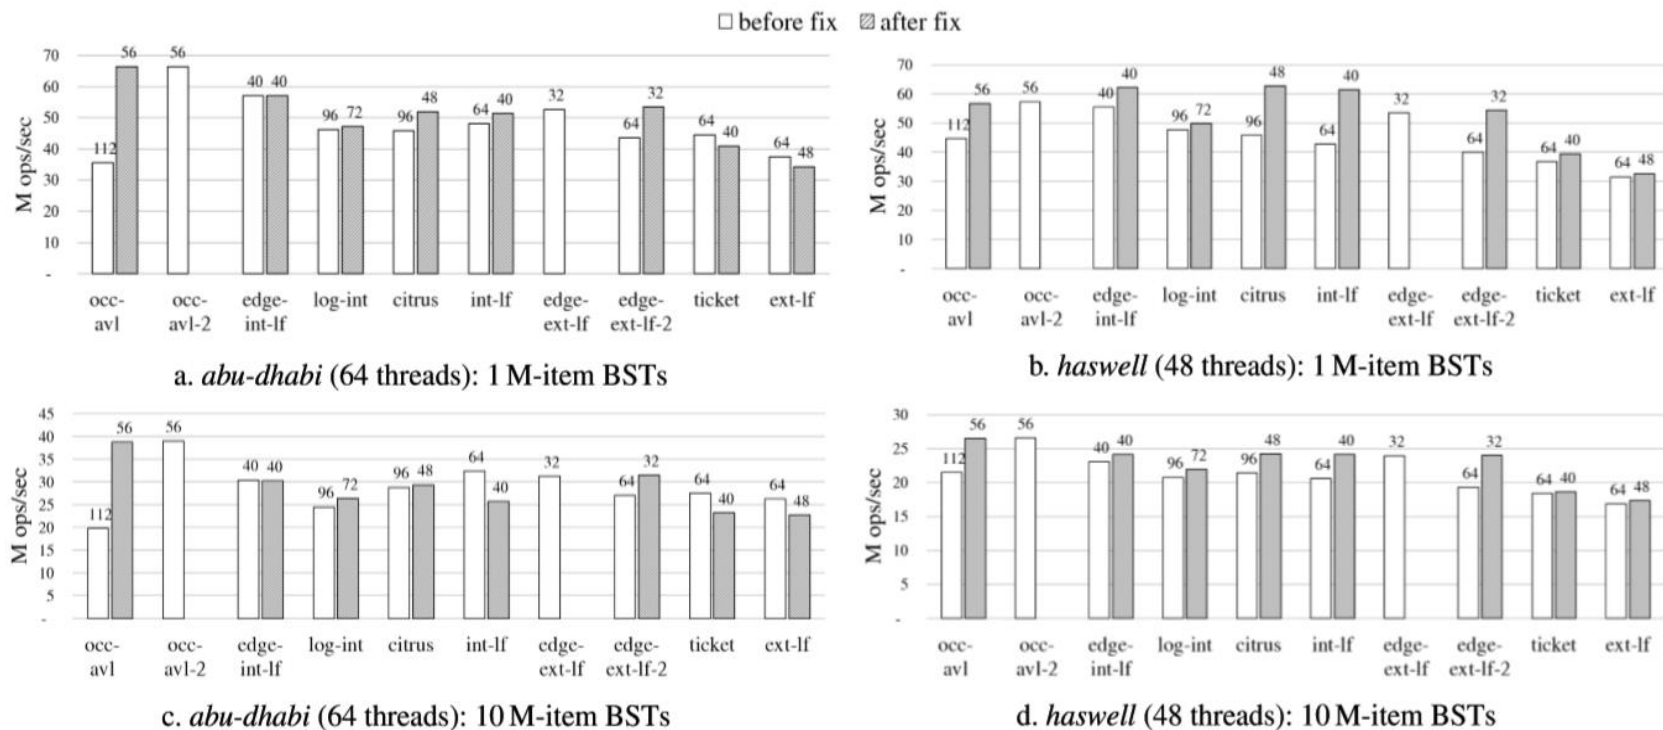 before fix after fix
M ops/sec
70
60
50
40
30
20
10
-
112 56 56 40 40 96 72 96 48 64 40 32 64 32 64 40 64 48
occ- occ- edge- log-int citrus int-lf edge- edge- ticket ext-lf
avl avl-2 int-lf ext-lf ext-lf-2
a. abu-dhabi (64 threads): 1 M-item BSTs
M ops/sec
70
60
50
40
30
20
10
-
112 56 56 40 40 96 72 96 48 64 40 32 64 32 64 40 64 48
occ- occ- edge- log-int citrus int-lf edge- edge- ticket ext-lf
avl avl-2 int-lf ext-lf ext-lf-2
b. haswell (48 threads): 1 M-item BSTs
M ops/sec
45
40
35
30
25
20
15
10
5
-
112 56 56 40 40 96 72 96 48 64 40 32 64 32 64 40 64 48
occ- occ- edge- log-int citrus int-lf edge- edge- ticket ext-lf
avl avl-2 int-lf ext-lf ext-lf-2
c. abu-dhabi (64 threads): 10 M-item BSTs
M ops/sec
30
25
20
15
10
5
-
112 56 56 40 40 96 72 96 48 64 40 32 64 32 64 40 64 48
occ- occ- edge- log-int citrus int-lf edge- edge- ticket ext-lf
avl avl-2 int-lf ext-lf ext-lf-2
d. haswell (48 threads): 10 M-item BSTs